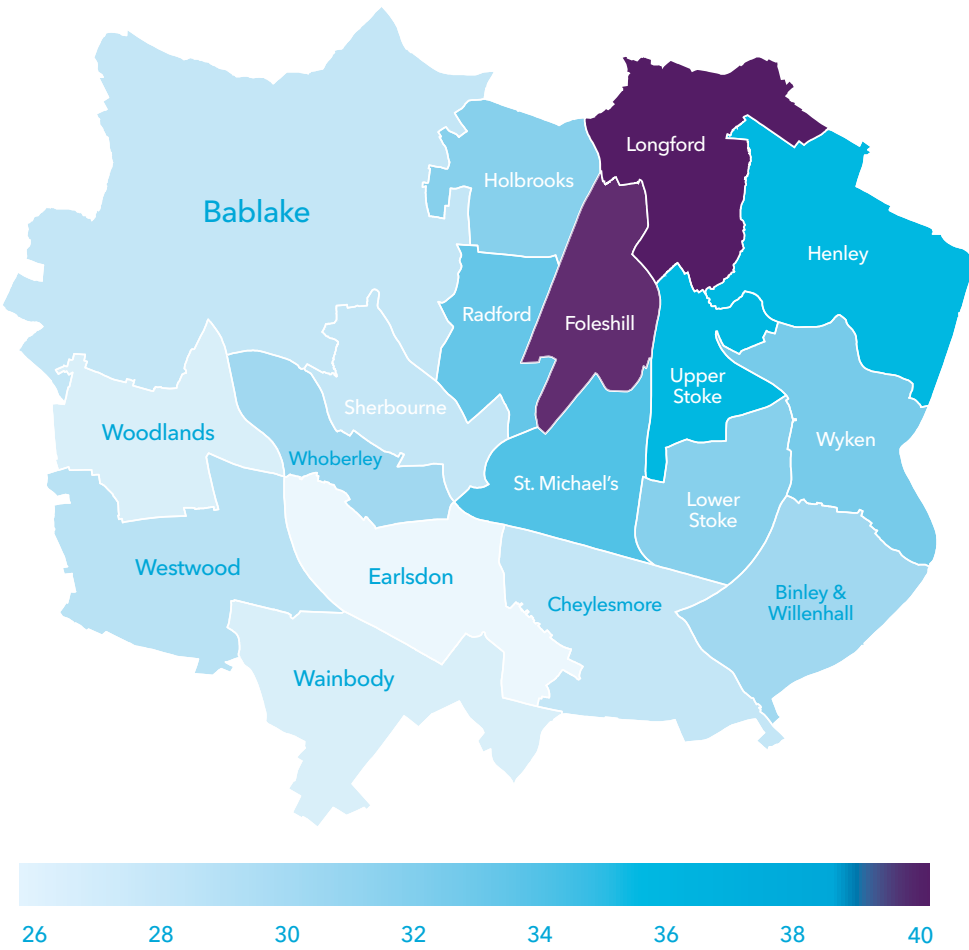 Longford
Holbrooks
Bablake
Henley
Radford
Foleshill
Upper
Stoke
Sherbourne
Woodlands
Wyken
Whoberley
St. Michael's
Lower
Stoke
Westwood
Earlsdon
Cheylesmore
Binley &
Willenhall
Wainbody
26 28 30 32 34 36 38 40